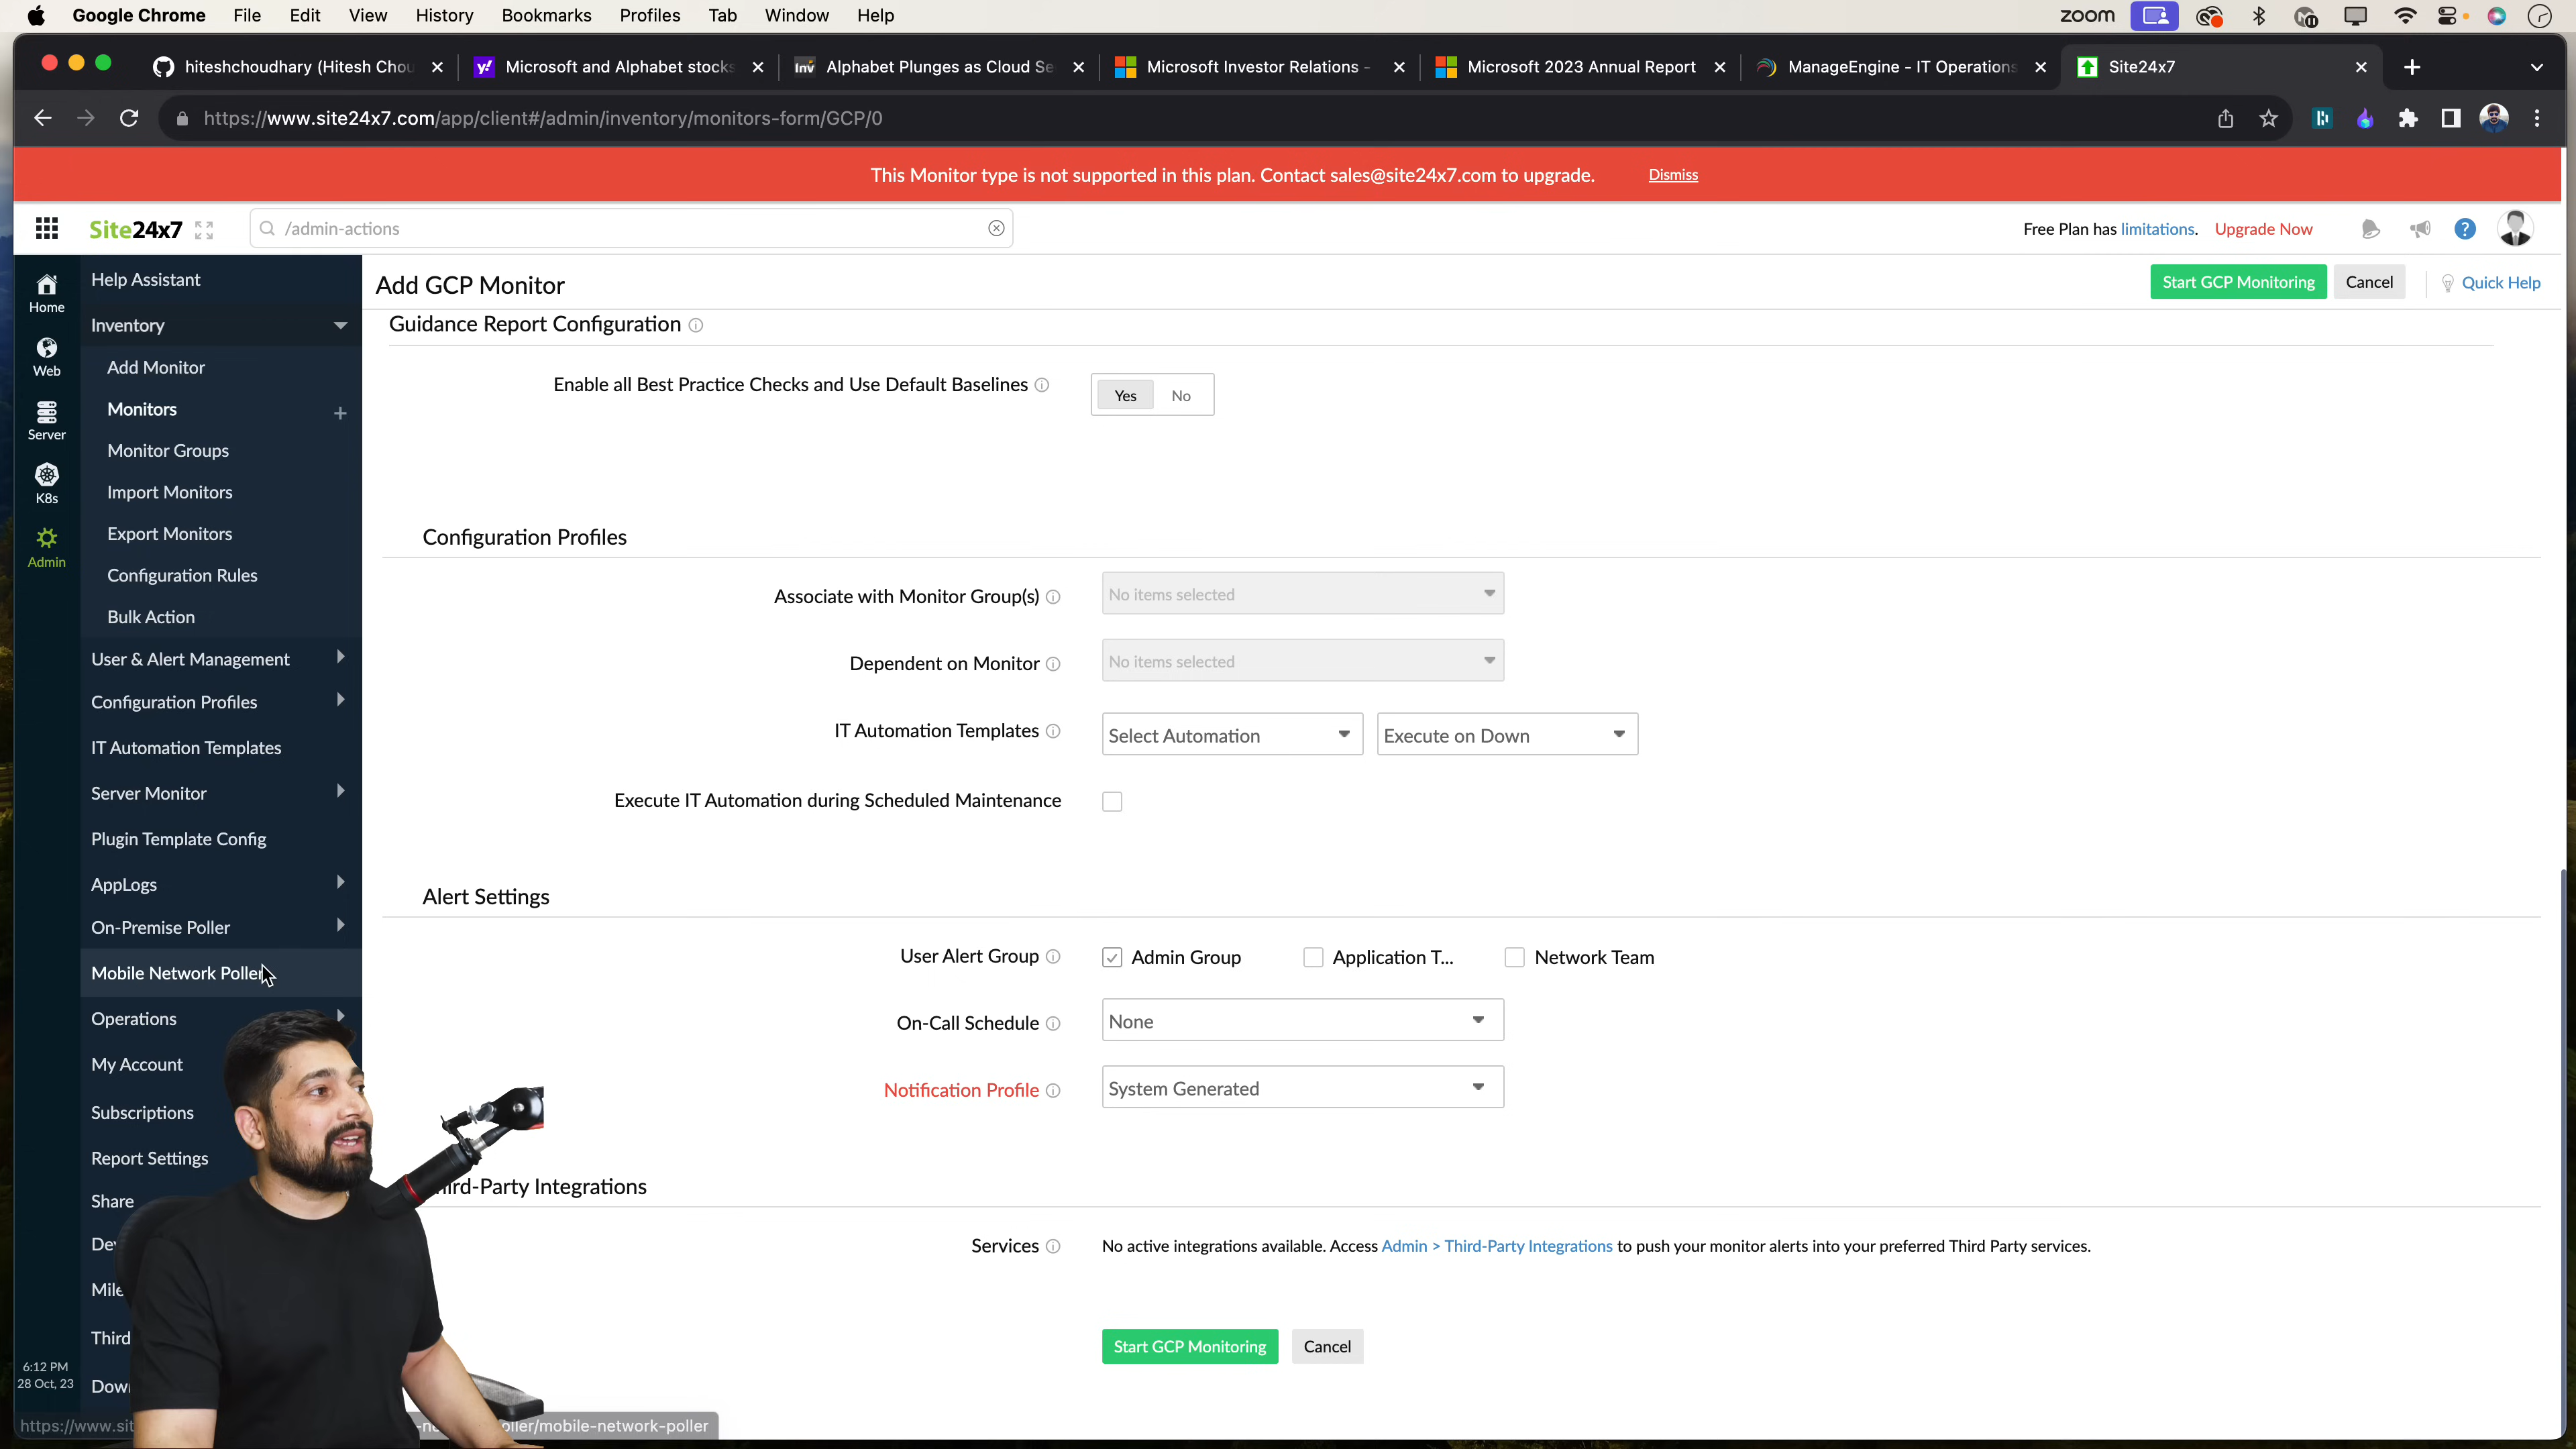 Google Chrome File Edit View History Bookmarks Profiles Tab Window Help zoom
hiteshchoudhary (Hitesh Chou Microsoft and Alphabet stocks Alphabet Plunges as Cloud Se Microsoft Investor Relations - Microsoft 2023 Annual Report ManageEngine - IT Operations Site24x7
https://www.site24x7.com/app/client#/admin/inventory/monitors-form/GCP/0
This Monitor type is not supported in this plan. Contact sales@site24x7.com to upgrade. Dismiss
Site24x7 /admin-actions Free Plan has limitations. Upgrade Now
Home
Web
Server
K8s
Admin
6:12 PM
28 Oct, 23
Help Assistant
Inventory
Add Monitor
Monitors
Monitor Groups
Import Monitors
Export Monitors
Configuration Rules
Bulk Action
User & Alert Management
Configuration Profiles
IT Automation Templates
Server Monitor
Plugin Template Config
AppLogs
On-Premise Poller
Mobile Network Poller
Operations
My Account
Subscriptions
Report Settings
Share
Add GCP Monitor Start GCP Monitoring Cancel Quick Help
Guidance Report Configuration
Enable all Best Practice Checks and Use Default Baselines Yes No
Configuration Profiles
Associate with Monitor Group(s) No items selected
Dependent on Monitor No items selected
IT Automation Templates Select Automation Execute on Down
Execute IT Automation during Scheduled Maintenance
Alert Settings
User Alert Group Admin Group Application T... Network Team
On-Call Schedule None
Notification Profile System Generated
Third-Party Integrations
Services No active integrations available. Access Admin > Third-Party Integrations to push your monitor alerts into your preferred Third Party services.
Start GCP Monitoring Cancel
https://www.sit oller/mobile-network-poller